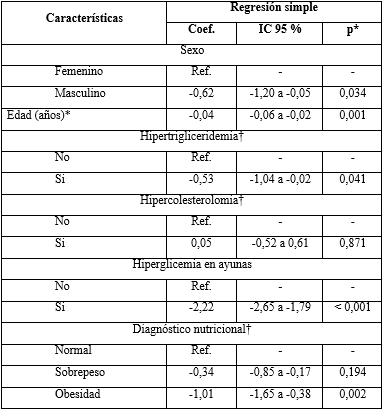 Características Regresión simple
Coef. IC 95 % p*
Sexo
Femenino Ref. - -
Masculino -0,62 -1,20 a -0,05 0,034
Edad (años)* -0,04 -0,06 a -0,02 0,001
Hipertrigliceridemia†
No Ref. - -
Si -0,53 -1,04 a -0,02 0,041
Hipercolesterolomia†
No Ref. - -
Si 0,05 -0,52 a 0,61 0,871
Hiperglicemia en ayunas
No Ref. - -
Si -2,22 -2,65 a -1,79 < 0,001
Diagnóstico nutricional†
Normal Ref. - -
Sobrepeso -0,34 -0,85 a -0,17 0,194
Obesidad -1,01 -1,65 a -0,38 0,002